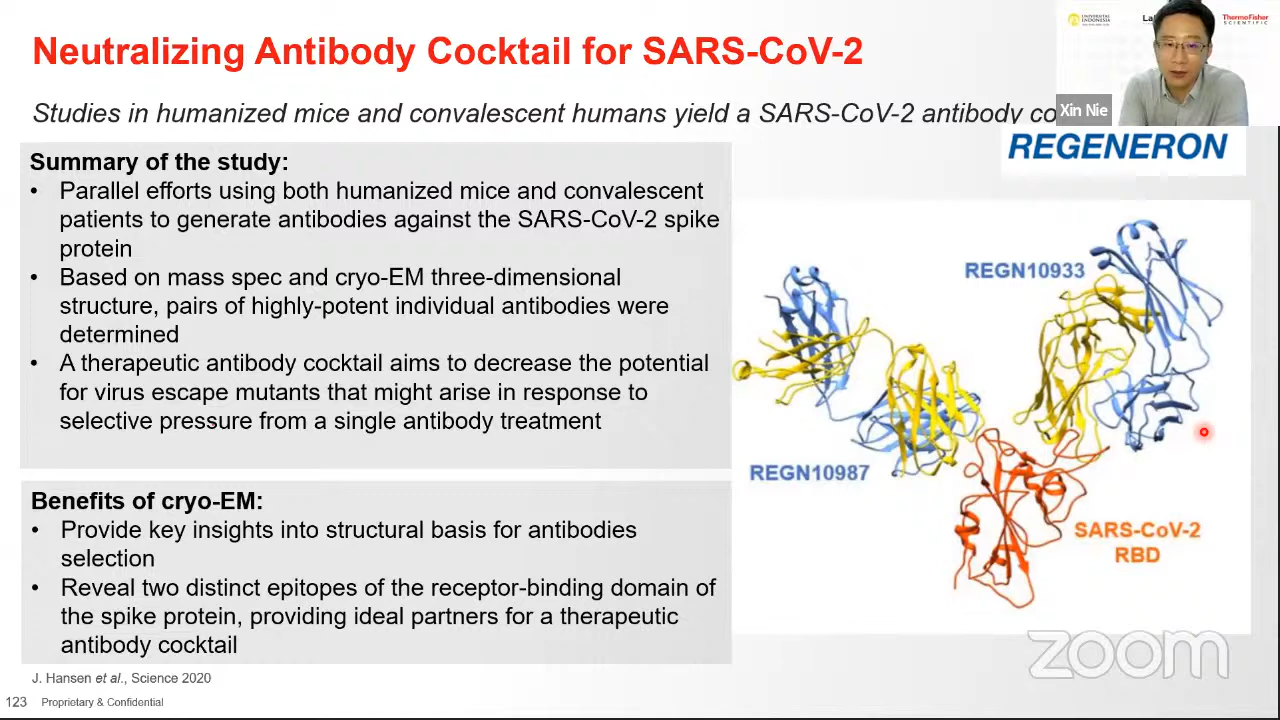 UNIVERSITAS
INDONESIA
La
ThermoFisher
SCIENTIFIC
Neutralizing Antibody Cocktail for SARS-CoV-2
Studies in humanized mice and convalescent humans yield a SARS-CoV-2 antibody co
Xin Nie
REGENERON
Summary of the study:
• Parallel efforts using both humanized mice and convalescent
patients to generate antibodies against the SARS-CoV-2 spike
protein
• Based on mass spec and cryo-EM three-dimensional
structure, pairs of highly-potent individual antibodies were
determined
• A therapeutic antibody cocktail aims to decrease the potential
for virus escape mutants that might arise in response to
selective pressure from a single antibody treatment
Benefits of cryo-EM:
• Provide key insights into structural basis for antibodies
selection
• Reveal two distinct epitopes of the receptor-binding domain of
the spike protein, providing ideal partners for a therapeutic
antibody cocktail
REGN10933
REGN10987
SARS-CoV-2
RBD
zoom
J. Hansen et al., Science 2020
123 Proprietary & Confidential